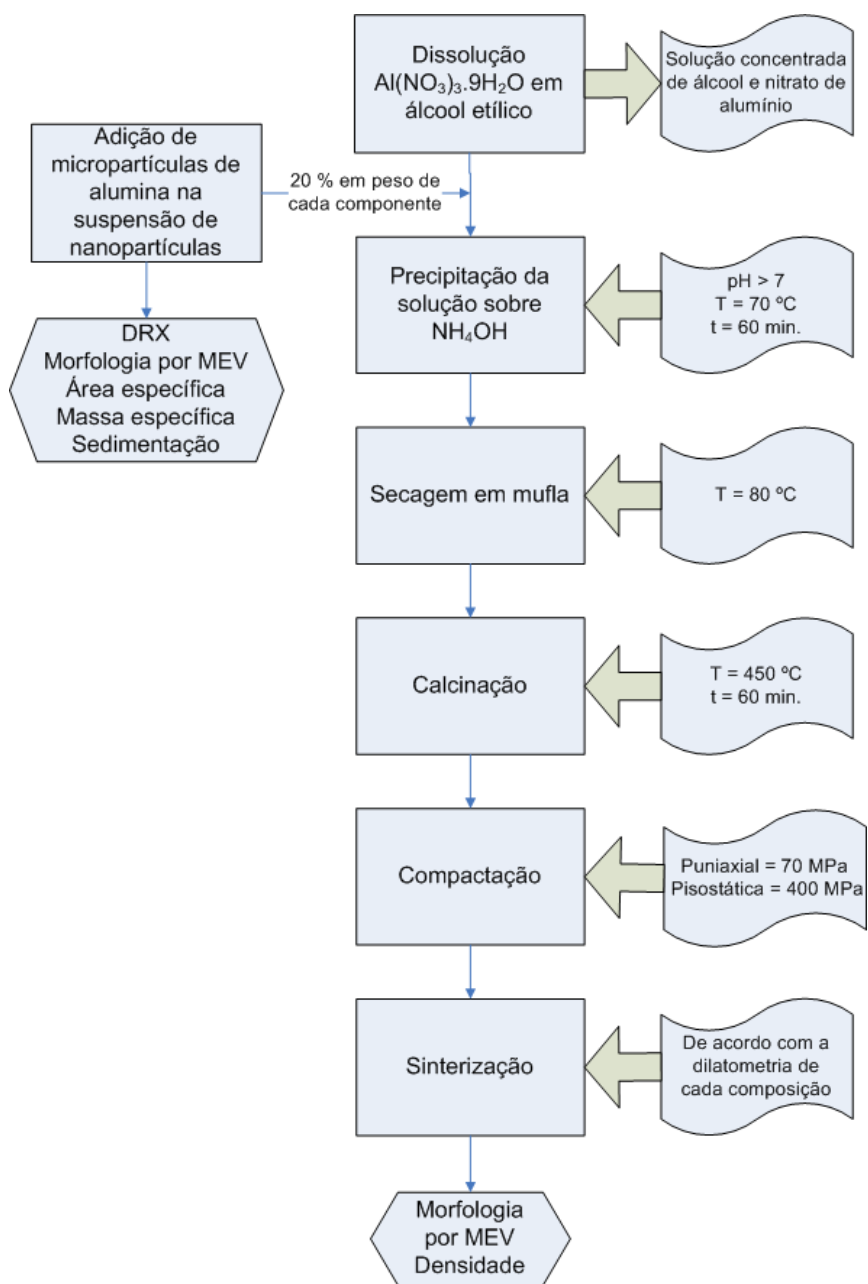 Dissolução
Al(NO₃)₃.9H₂O em
álcool etílico
Solução concentrada
de álcool e nitrato de
alumínio
Adição de
micropartículas de
alumina na
suspensão de
nanopartículas
20 % em peso de
cada componente
DRX
Morfologia por MEV
Área específica
Massa específica
Sedimentação
Precipitação da
solução sobre
NH₄OH
pH > 7
T = 70 ºC
t = 60 min.
Secagem em mufla
T = 80 ºC
Calcinação
T = 450 ºC
t = 60 min.
Compactação
Puniaxial = 70 MPa
Pisostática = 400 MPa
Sinterização
De acordo com a
dilatometria de
cada composição
Morfologia
por MEV
Densidade